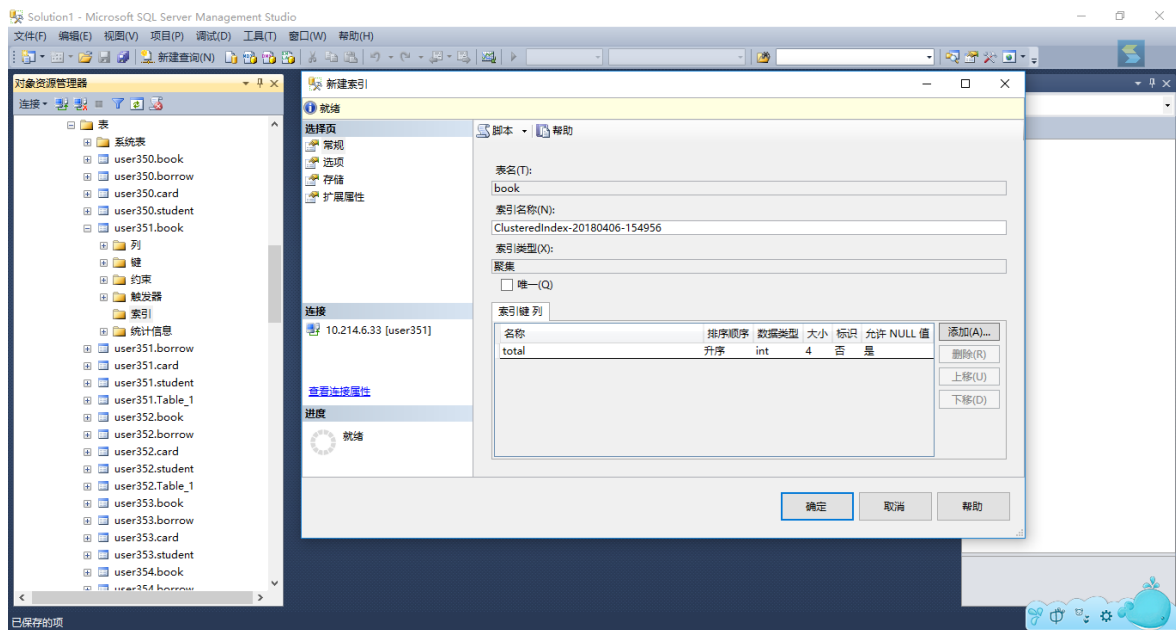 Solution1 - Microsoft SQL Server Management Studio
文件(F) 编辑(E) 视图(V) 项目(P) 调试(D) 工具(T) 窗口(W) 帮助(H)
新建查询(N)
对象资源管理器
连接
表
系统表
user350.book
user350.borrow
user350.card
user350.student
user351.book
列
键
约束
触发器
索引
统计信息
user351.borrow
user351.card
user351.student
user351.Table_1
user352.book
user352.borrow
user352.card
user352.student
user352.Table_1
user353.book
user353.borrow
user353.card
user353.student
user354.book
user354.borrow
已保存的项
新建索引
就绪
选择页
常规
选项
存储
扩展属性
连接
10.214.6.33 [user351]
查看连接属性
进度
就绪
脚本 帮助
表名(T):
book
索引名称(N):
ClusteredIndex-20180406-154956
索引类型(X):
聚集
唯一(Q)
索引键 列
名称 排序顺序 数据类型 大小 标识 允许 NULL 值
total 升序 int 4 否 是
添加(A)...
删除(R)
上移(U)
下移(D)
确定 取消 帮助
中